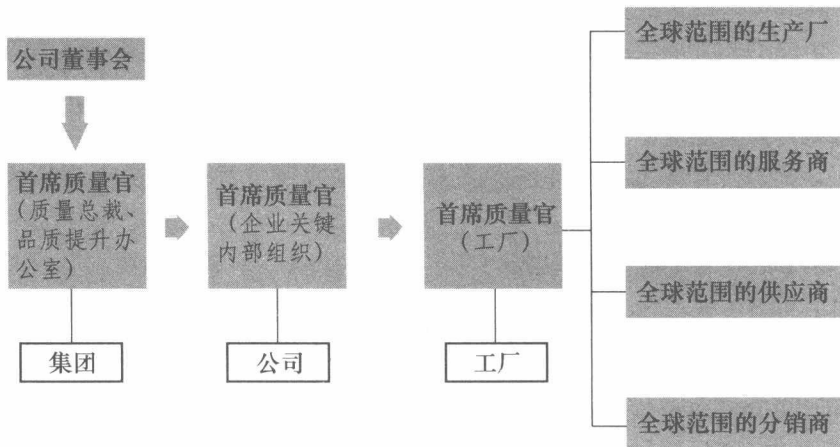 公司董事会
首席质量官
（质量总裁、
品质提升办
公室）
集团
首席质量官
（企业关键
内部组织）
公司
首席质量官
（工厂）
工厂
全球范围的生产厂
全球范围的服务商
全球范围的供应商
全球范围的分销商